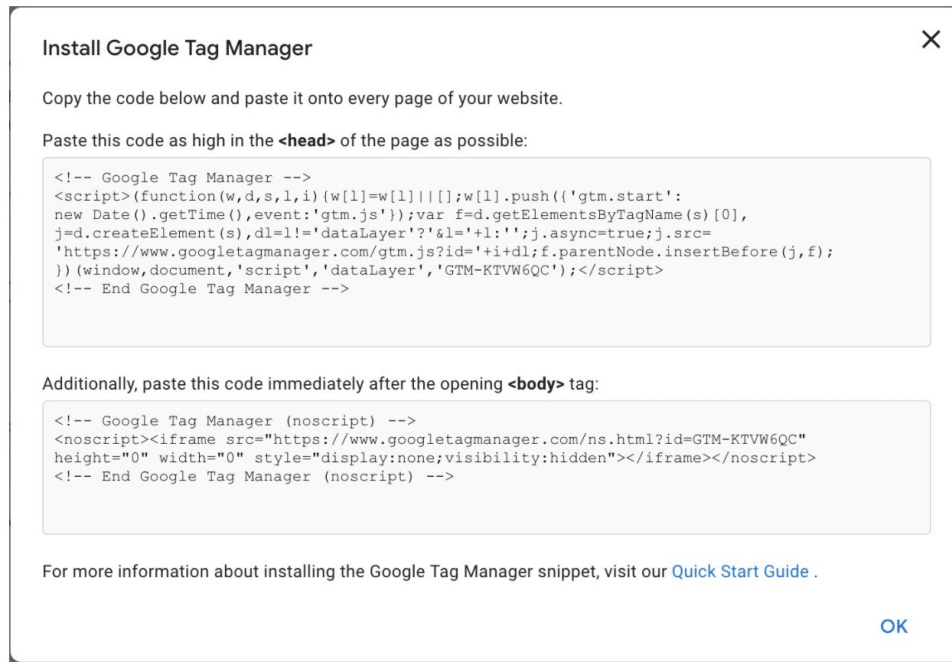 Install Google Tag Manager
Copy the code below and paste it onto every page of your website.
Paste this code as high in the <head> of the page as possible:
<!-- Google Tag Manager -->
<script>(function(w,d,s,l,i){w[l]=w[l]||[];w[l].push({'gtm.start':
new Date().getTime(),event:'gtm.js'});var f=d.getElementsByTagName(s)[0],
j=d.createElement(s),dl=l!='dataLayer'?'&l='+l:'';j.async=true;j.src=
'https://www.googletagmanager.com/gtm.js?id='+i+dl;f.parentNode.insertBefore(j,f);
})(window,document,'script','dataLayer','GTM-KTVW6QC');</script>
<!-- End Google Tag Manager -->
Additionally, paste this code immediately after the opening <body> tag:
<!-- Google Tag Manager (noscript) -->
<noscript><iframe src="https://www.googletagmanager.com/ns.html?id=GTM-KTVW6QC"
height="0" width="0" style="display:none;visibility:hidden"></iframe></noscript>
<!-- End Google Tag Manager (noscript) -->
For more information about installing the Google Tag Manager snippet, visit our Quick Start Guide .
OK